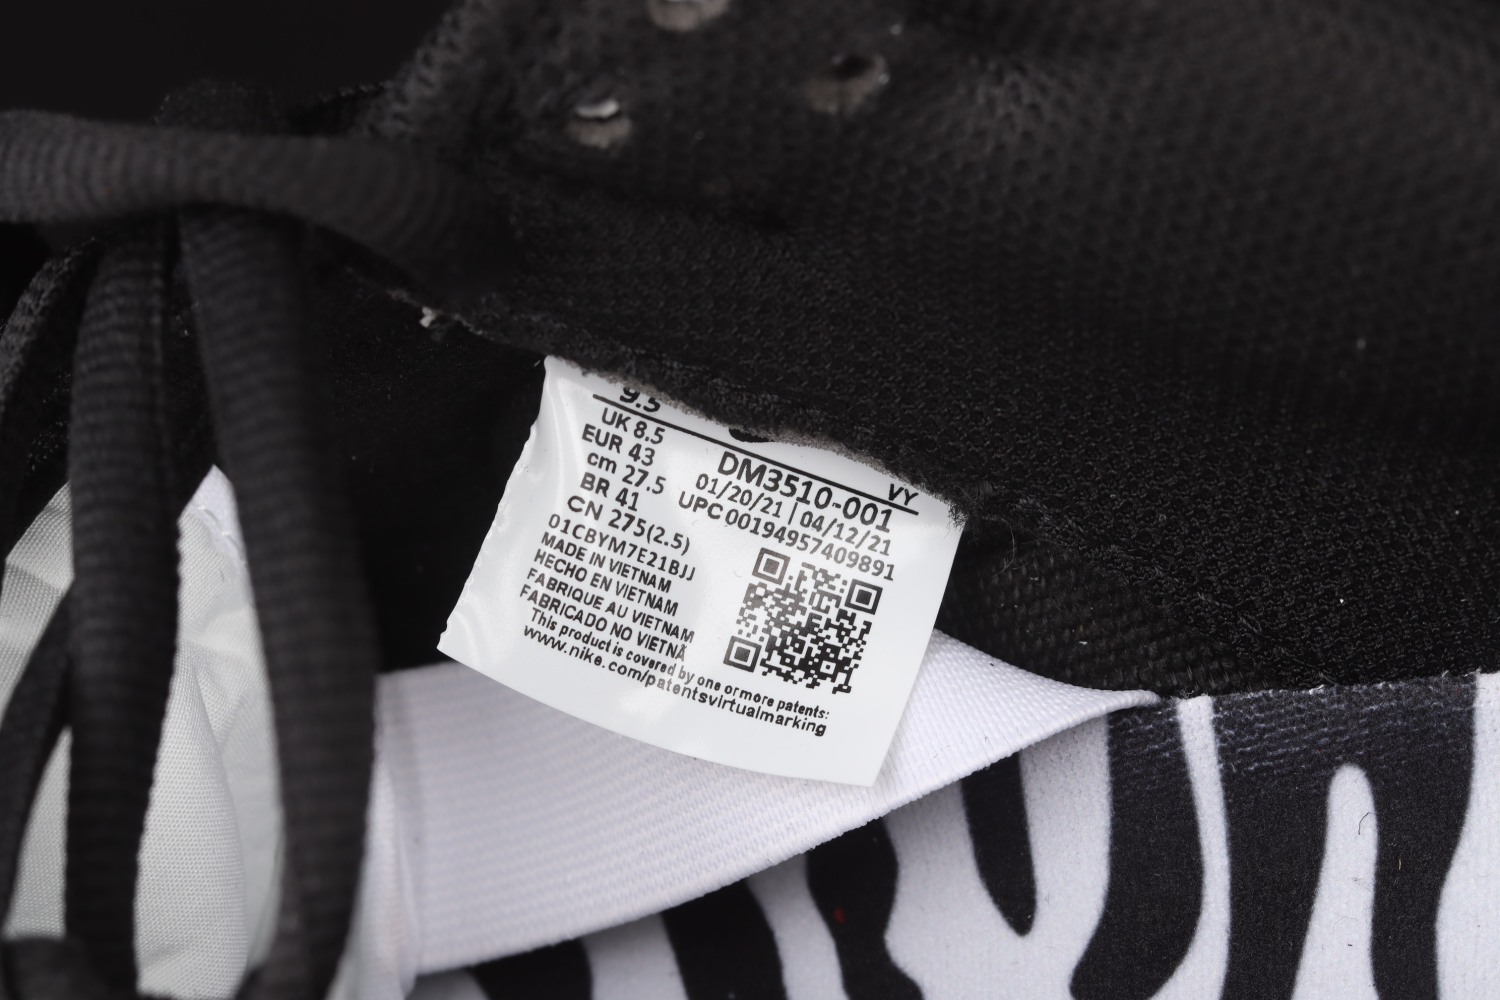 9.5
UK 8.5
EUR 43
cm 27.5
BR 41
CN 275(2.5)
01CBYM7E21BJJ
MADE IN VIETNAM
HECHO EN VIETNAM
FABRIQUE AU VIETNAM
FABRICADO NO VIETNÃ
VY
DM3510-001
01/20/21 | 04/12/21
UPC 00194957409891
This product is covered by one or more patents:
www.nike.com/patentsvirtualmarking